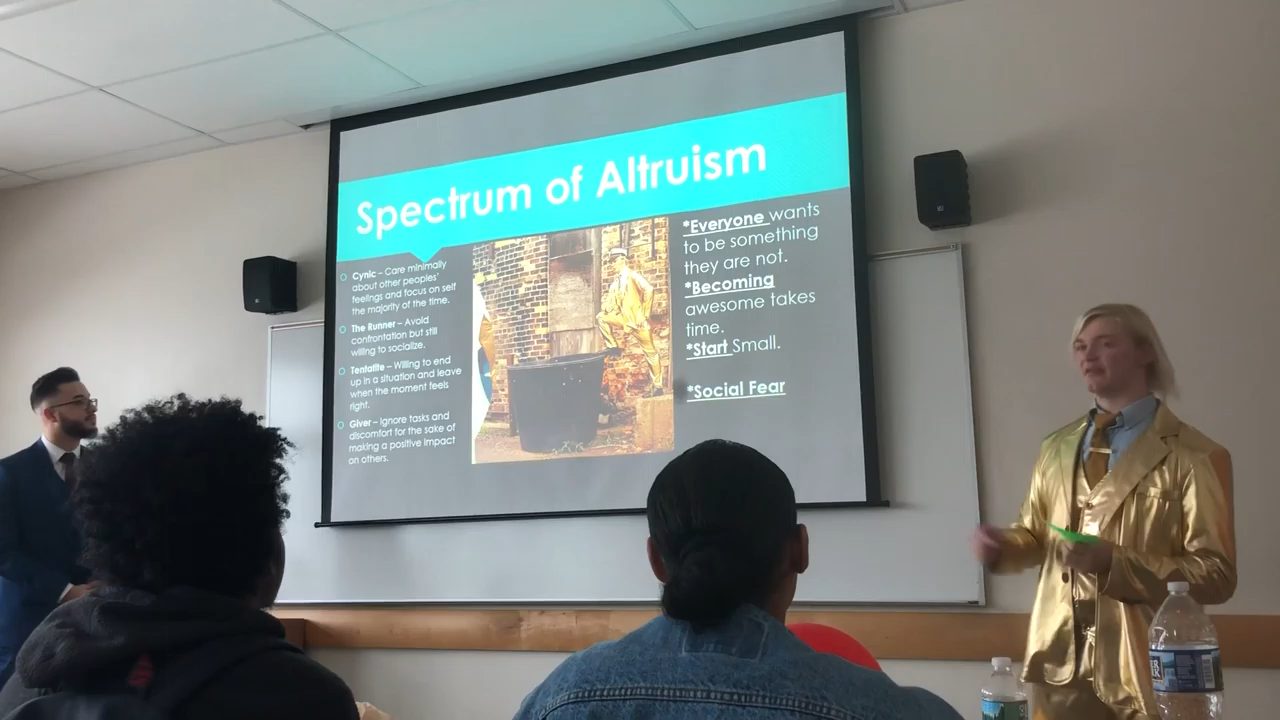 Spectrum of Altruism
Cynic – Care minimally
about other peoples'
feelings and focus on self
the majority of the time.
The Runner – Avoid
confrontation but still
willing to socialize.
Tentatite – Willing to end
up in a situation and leave
when the moment feels
right.
Giver – Ignore tasks and
discomfort for the sake of
making a positive impact
on others.
*Everyone wants
to be something
they are not.
*Becoming
awesome takes
time.
*Start Small.
*Social Fear